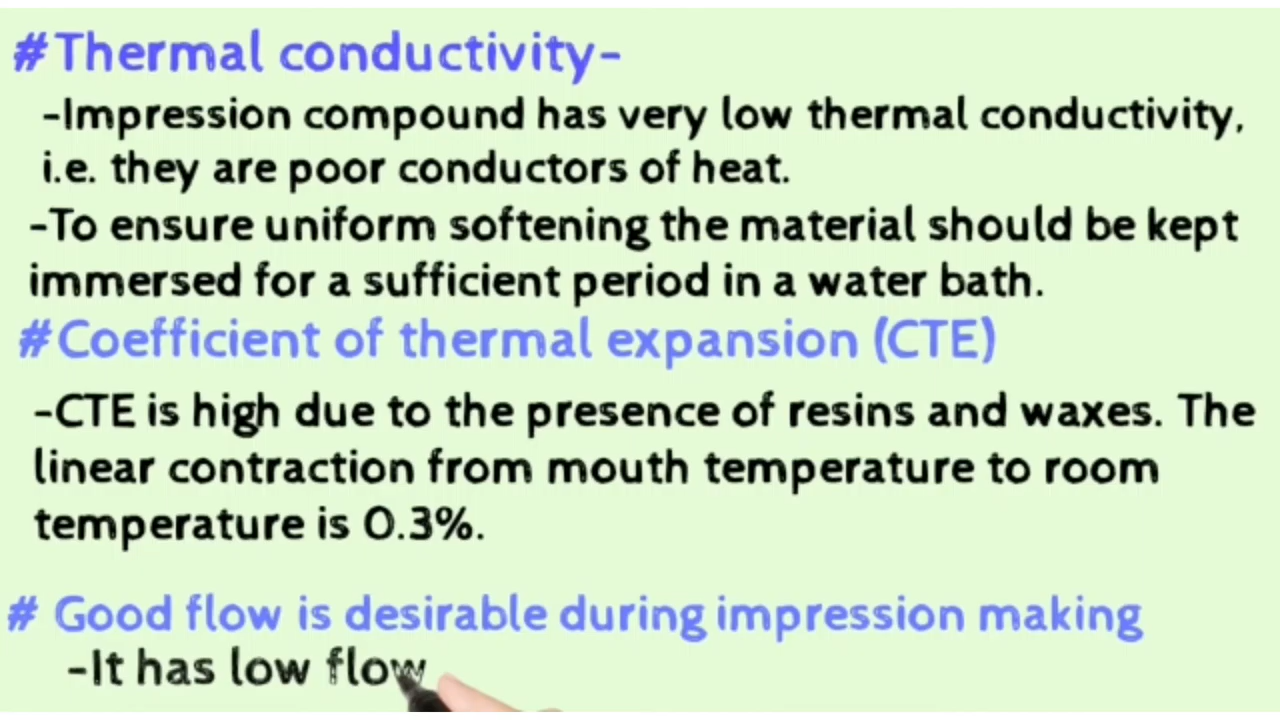 #Thermal conductivity-
-Impression compound has very low thermal conductivity,
i.e. they are poor conductors of heat.
-To ensure uniform softening the material should be kept
immersed for a sufficient period in a water bath.
#Coefficient of thermal expansion (CTE)
-CTE is high due to the presence of resins and waxes. The
linear contraction from mouth temperature to room
temperature is 0.3%.
# Good flow is desirable during impression making
-It has low flow